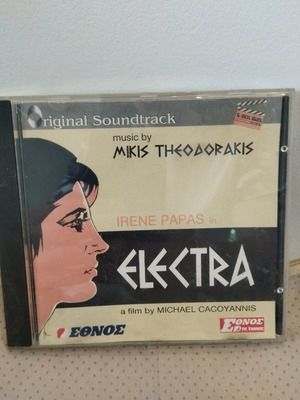 Original Soundtrack
music by
MIKIS THEODORAKIS
IRENE PAPAS in
ELECTRA
a film by MICHAEL CACOYANNIS
ΕΘΝΟΣ
ΕΘΝΟΣ